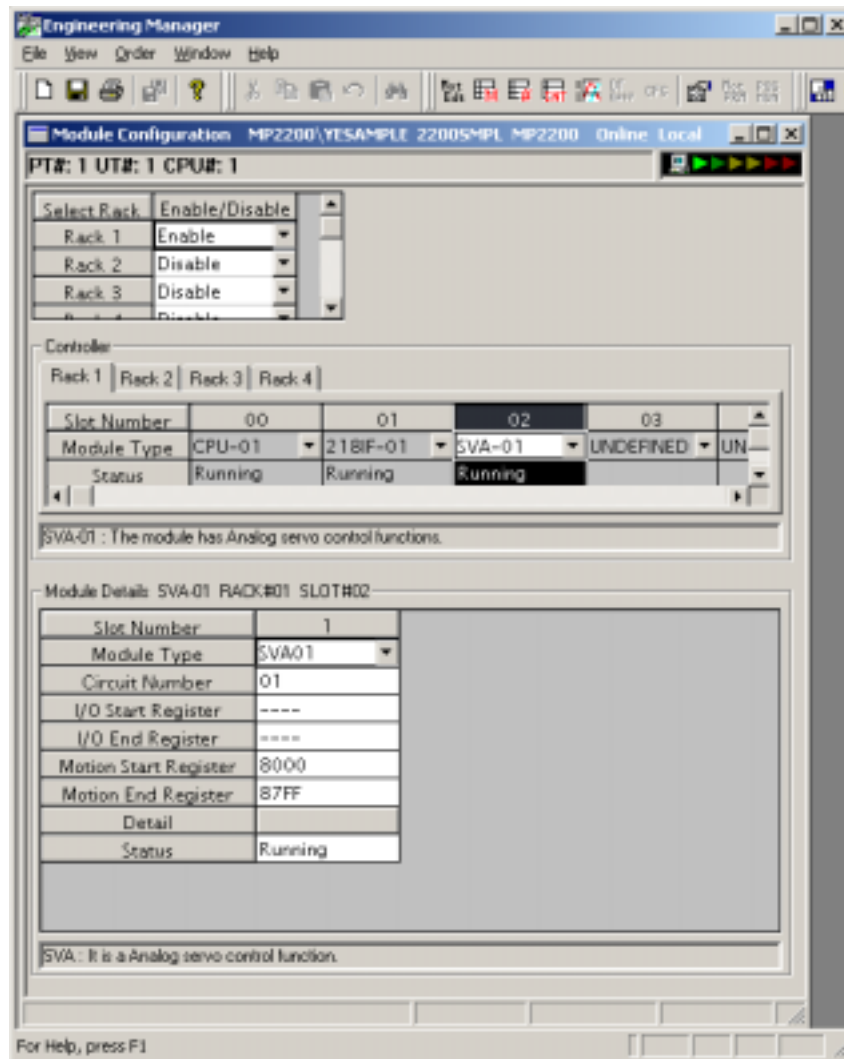 Engineering Manager
File View Order Window Help
Module Configuration MP2200\YESAMPLE 2200SMPL MP2200 Online Local
PT#: 1 UT#: 1 CPU#: 1
Select Rack Enable/Disable
Rack 1 Enable
Rack 2 Disable
Rack 3 Disable
Controller
Rack 1 Rack 2 Rack 3 Rack 4
Slot Number 00 01 02 03
Module Type CPU-01 218IF-01 SVA-01 UNDEFINED UN
Status Running Running Running
SVA-01 : The module has Analog servo control functions.
Module Details SVA-01 RACK#01 SLOT#02
Slot Number 1
Module Type SVA01
Circuit Number 01
I/O Start Register ----
I/O End Register ----
Motion Start Register 8000
Motion End Register 87FF
Detail
Status Running
SVA : It is a Analog servo control function.
For Help, press F1